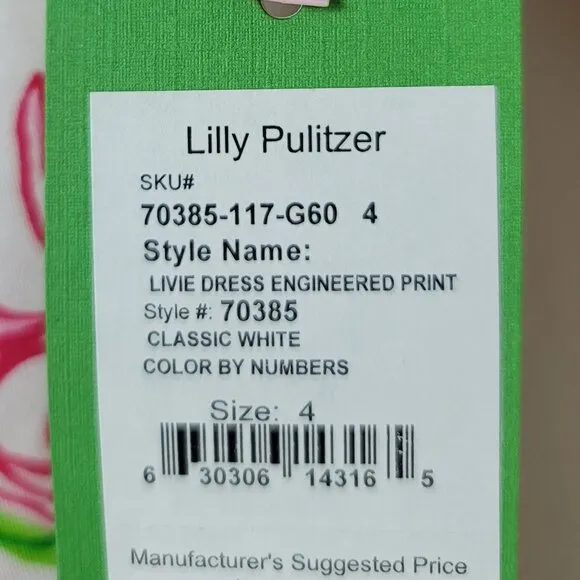 Lilly Pulitzer
SKU#
70385-117-G60 4
Style Name:
LIVIE DRESS ENGINEERED PRINT
Style #: 70385
CLASSIC WHITE
COLOR BY NUMBERS
Size: 4
6 30306 14316 5
Manufacturer's Suggested Price